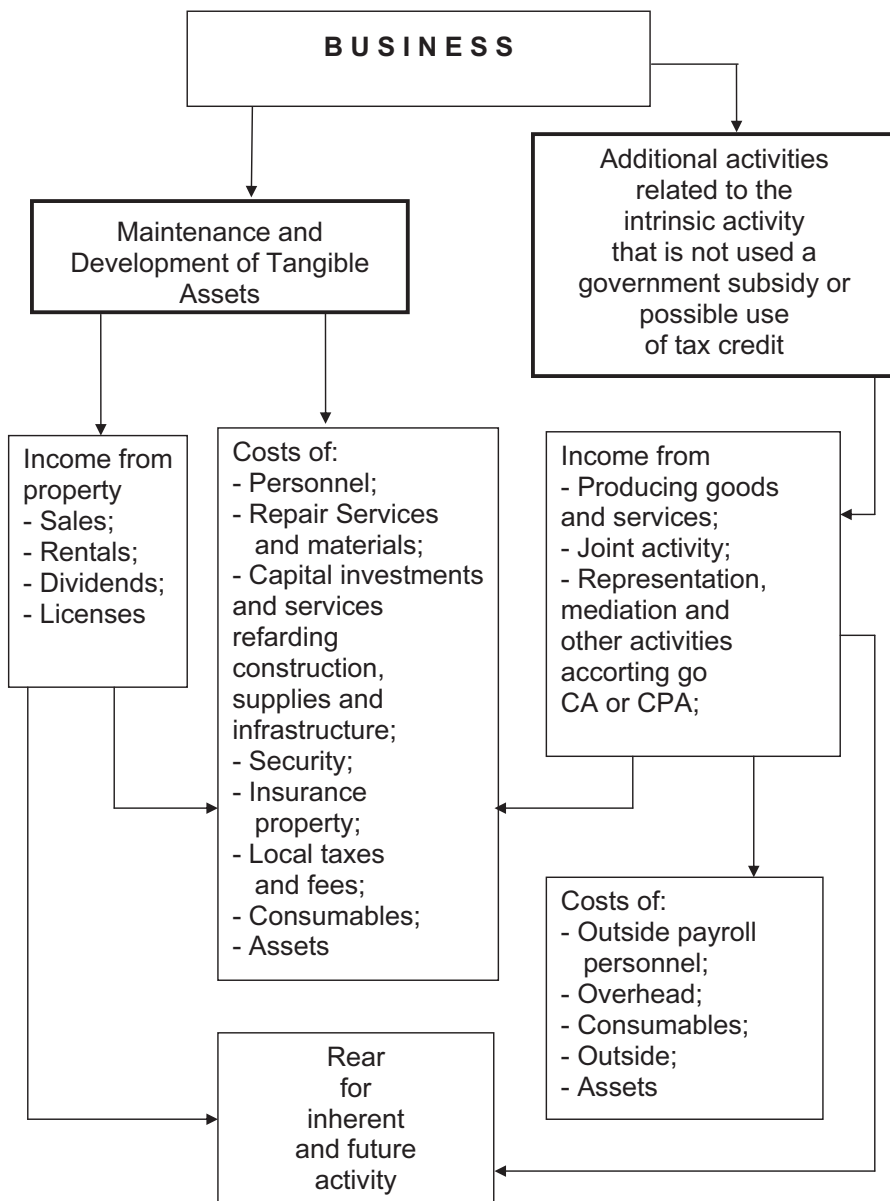 B U S I N E S S
Additional activities
related to the
intrinsic activity
that is not used a
government subsidy or
possible use
of tax credit
Maintenance and
Development of Tangible
Assets
Income from
property
- Sales;
- Rentals;
- Dividends;
- Licenses
Costs of:
- Personnel;
- Repair Services
and materials;
- Capital investments
and services
refarding
construction,
supplies and
infrastructure;
- Security;
- Insurance
property;
- Local taxes
and fees;
- Consumables;
- Assets
Income from
- Producing goods
and services;
- Joint activity;
- Representation,
mediation and
other activities
accorting go
CA or CPA;
Costs of:
- Outside payroll
personnel;
- Overhead;
- Consumables;
- Outside;
- Assets
Rear
for
inherent
and future
activity